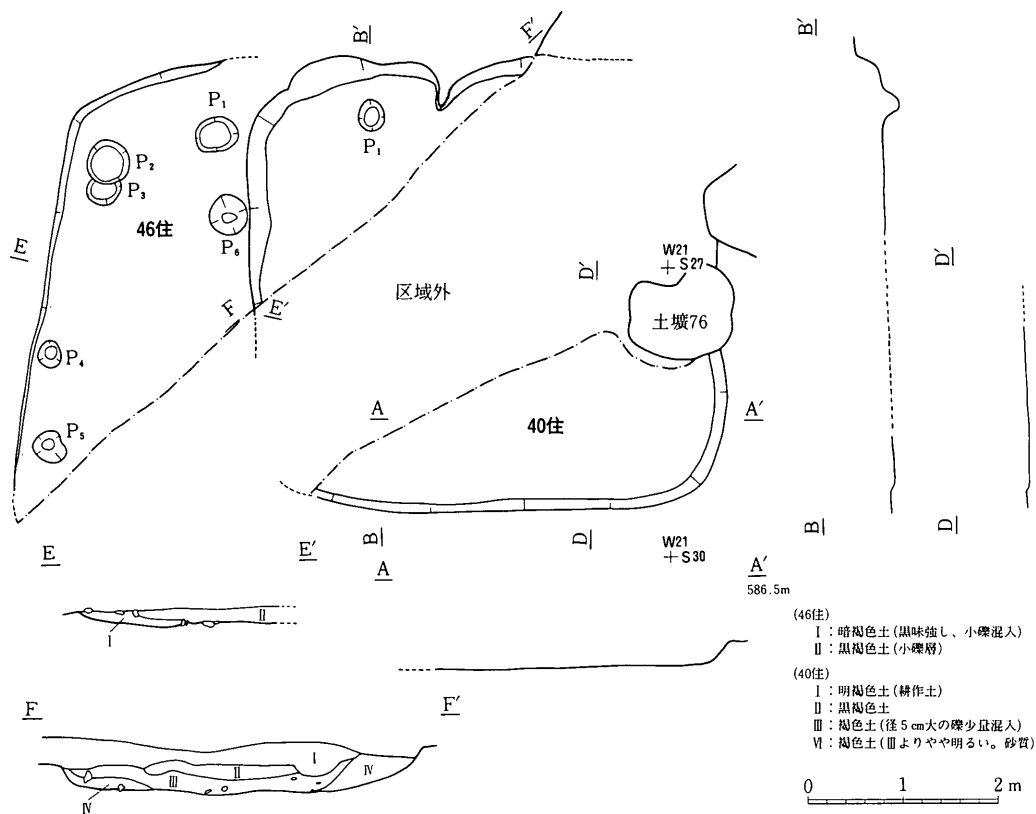 B′
F′
B′
P₁
P₁
P₂
P₃
46住
P₆
E
W21
S27
D′
D′
区域外
F
E′
土壙76
P₄
A
A′
40住
P₅
E
E′
B
D
W21
S30
B
D
A
A′
586.5m
(46住)
Ⅰ：暗褐色土(黒味強し、小礫混入)
Ⅱ：黒褐色土(小礫層)
Ⅱ
Ⅰ
(40住)
Ⅰ：明褐色土(耕作土)
Ⅱ：黒褐色土
Ⅲ：褐色土(径5cm大の礫少量混入)
Ⅵ：褐色土(Ⅲよりやや明るい。砂質)
F
F′
Ⅰ
Ⅱ
Ⅲ
Ⅳ
Ⅳ
0 1 2 m